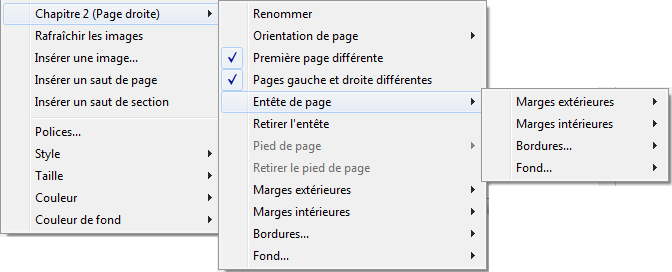 Chapitre 2 (Page droite)
Rafraîchir les images
Insérer une image...
Insérer un saut de page
Insérer un saut de section
Polices...
Style
Taille
Couleur
Couleur de fond
Renommer
Orientation de page
Première page différente
Pages gauche et droite différentes
Entête de page
Retirer l'entête
Pied de page
Retirer le pied de page
Marges extérieures
Marges intérieures
Bordures...
Fond...
Marges extérieures
Marges intérieures
Bordures...
Fond...